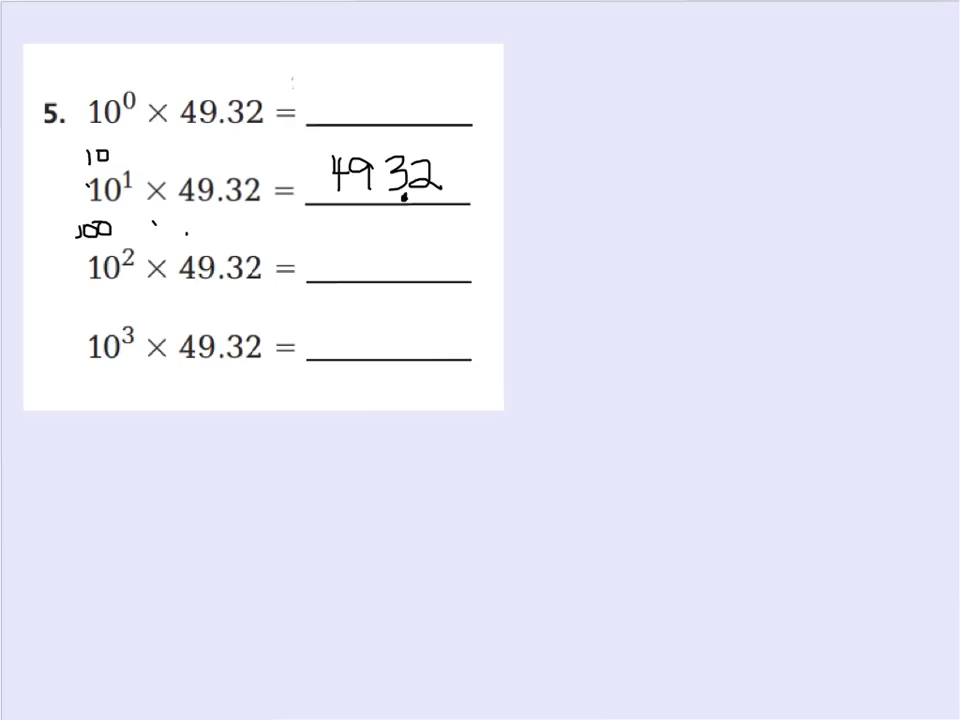 5. 10⁰ × 49.32 = ________
10
10¹ × 49.32 = 493.2
100
10² × 49.32 = ________
10³ × 49.32 = ________